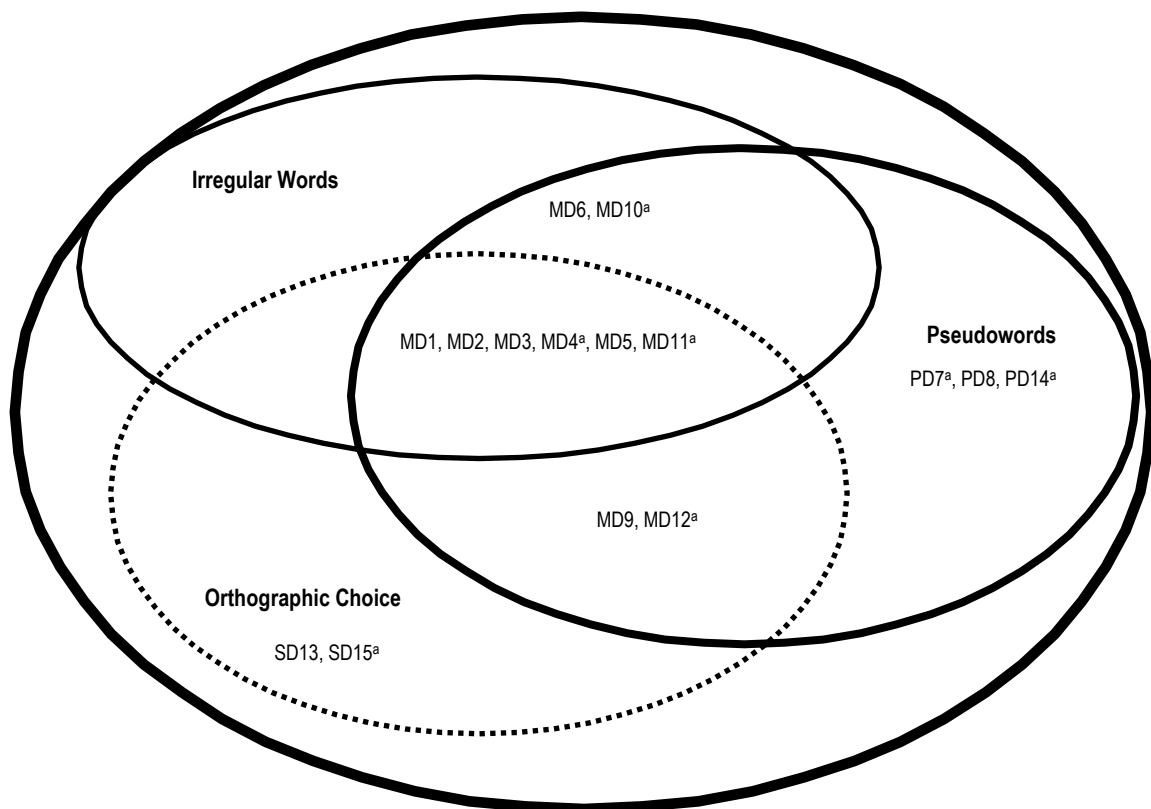 Irregular Words
MD6, MD10ª
MD1, MD2, MD3, MD4ª, MD5, MD11ª
Pseudowords
PD7ª, PD8, PD14ª
MD9, MD12ª
Orthographic Choice
SD13, SD15ª